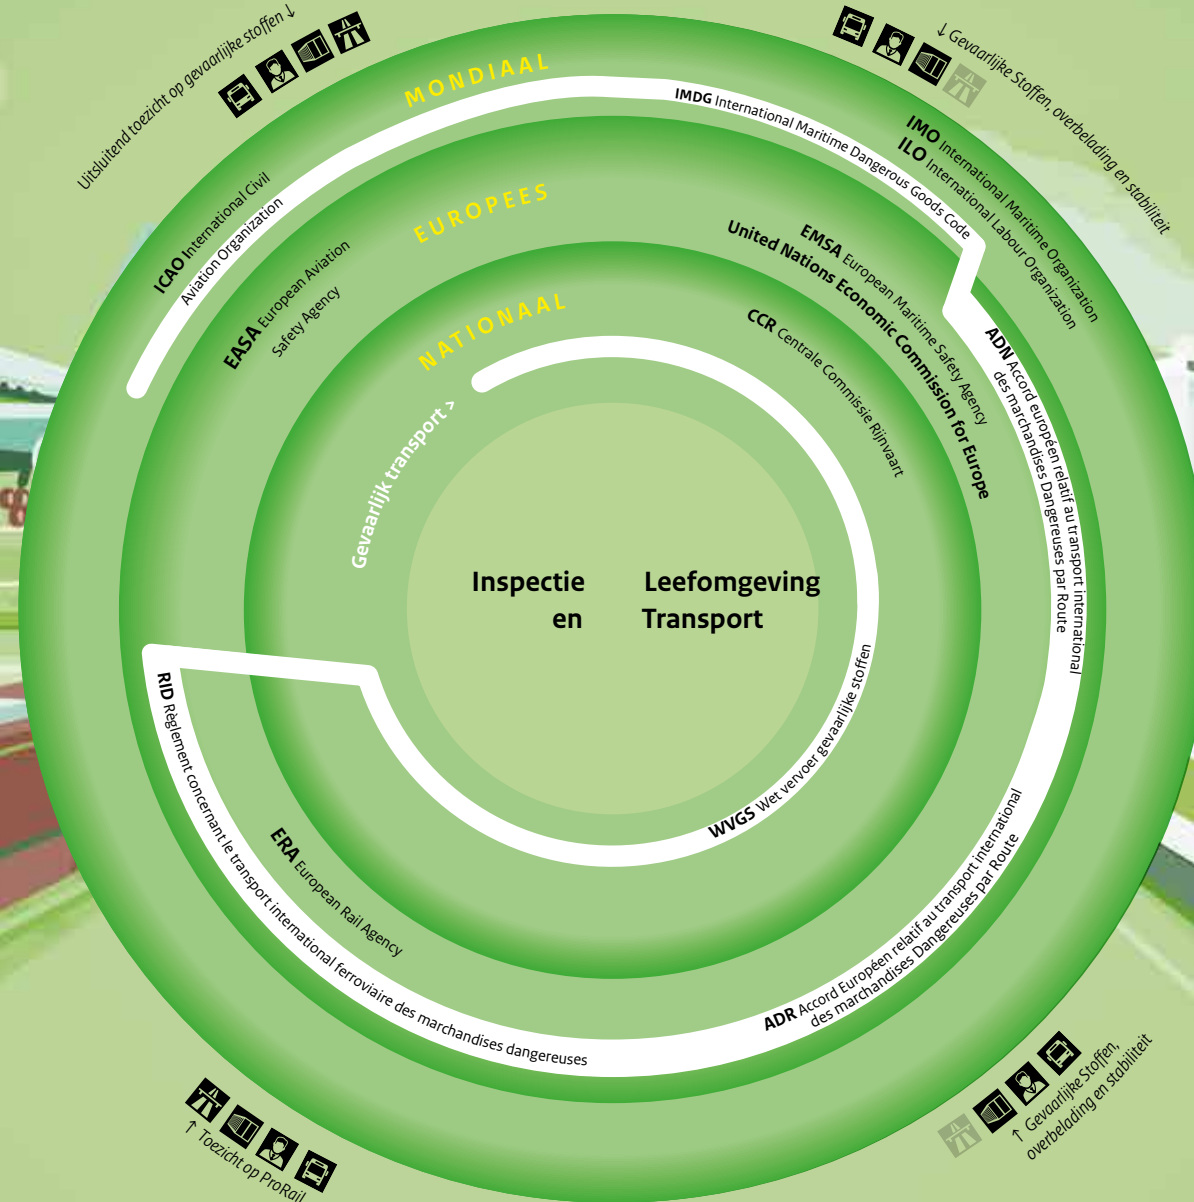 Uitsluitend toezicht op gevaarlijke stoffen ↓
↓ Gevaarlijke Stoffen, overbelading en stabiliteit
MONDIAAL
IMDG International Maritime Dangerous Goods Code
IMO International Maritime Organization
ILO International Labour Organization
ICAO International Civil
Aviation Organization
EUROPEES
EASA European Aviation
Safety Agency
EMSA European Maritime Safety Agency
United Nations Economic Commission for Europe
NATIONAAL
CCR Centrale Commissie Rijnvaart
ADN Accord européen relatif au transport international
des marchandises Dangereuses par Route
Gevaarlijk transport >
Inspectie Leefomgeving
en Transport
WVGS Wet vervoer gevaarlijke stoffen
RID Règlement concernant le transport international ferroviaire des marchandises dangereuses
ERA European Rail Agency
ADR Accord Européen relatif au transport international
des marchandises Dangereuses par Route
↑ Toezicht op ProRail
↑ Gevaarlijke Stoffen,
overbelading en stabiliteit